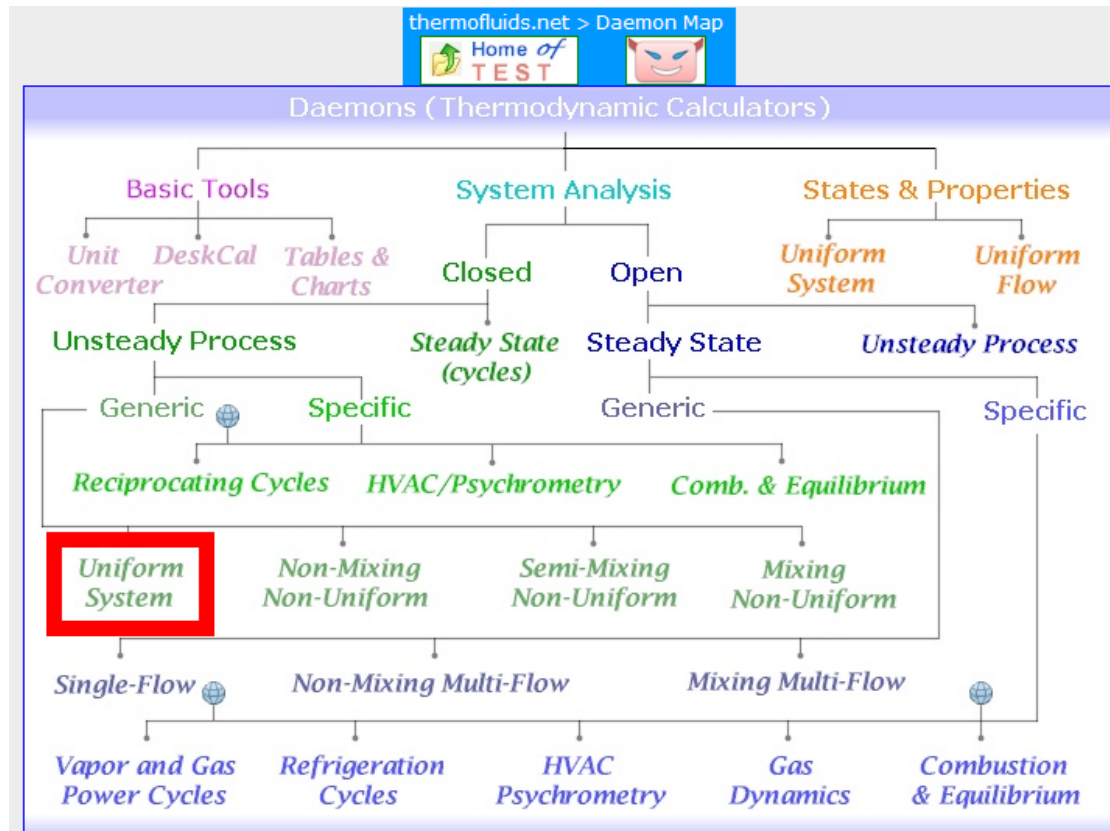 thermofluids.net > Daemon Map
Home of
TEST
Daemons (Thermodynamic Calculators)
Basic Tools
System Analysis
States & Properties
Unit
Converter
DeskCal
Tables &
Charts
Closed
Open
Uniform
System
Uniform
Flow
Unsteady Process
Steady State
(cycles)
Steady State
Unsteady Process
Generic
Specific
Generic
Specific
Reciprocating Cycles
HVAC/Psychrometry
Comb. & Equilibrium
Uniform
System
Non-Mixing
Non-Uniform
Semi-Mixing
Non-Uniform
Mixing
Non-Uniform
Single-Flow
Non-Mixing Multi-Flow
Mixing Multi-Flow
Vapor and Gas
Power Cycles
Refrigeration
Cycles
HVAC
Psychrometry
Gas
Dynamics
Combustion
& Equilibrium